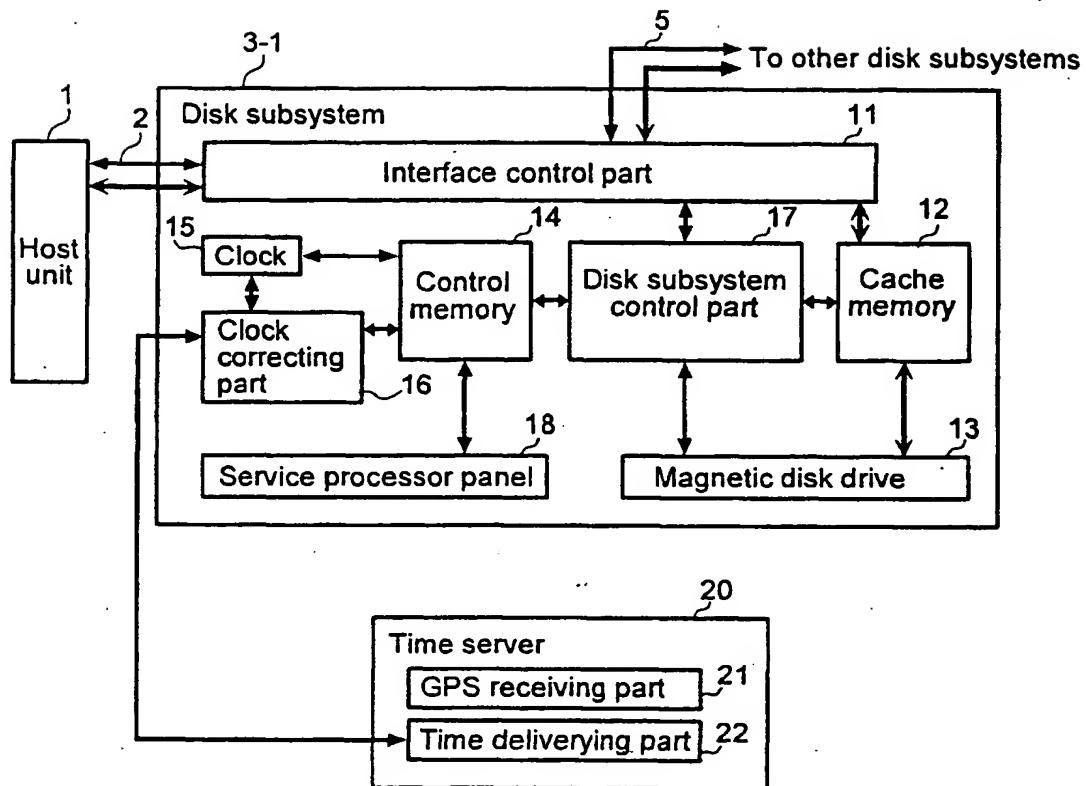 5
3-1
To other disk subsystems
1
Disk subsystem
2
11
Interface control part
Host
unit
15
Clock
14
Control
memory
17
Disk subsystem
control part
12
Cache
memory
Clock
correcting
part
16
18
Service processor panel
13
Magnetic disk drive
20
Time server
GPS receiving part
21
Time deliverying part
22